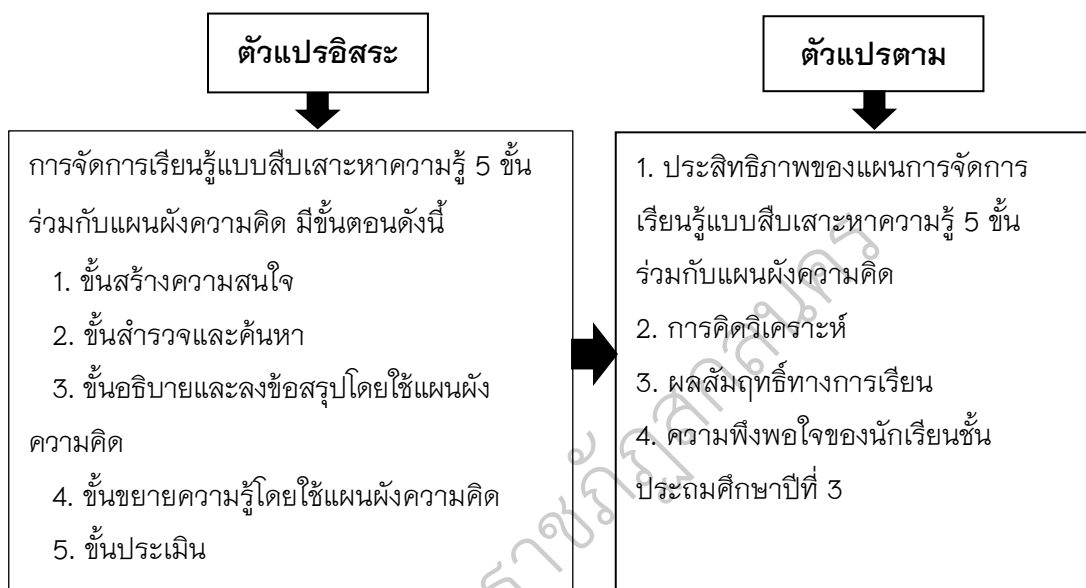 ตัวแปรอิสระ
การจัดการเรียนรู้แบบสืบเสาะหาความรู้ 5 ขั้น
ร่วมกับแผนผังความคิด มีขั้นตอนดังนี้
1. ขั้นสร้างความสนใจ
2. ขั้นสำรวจและค้นหา
3. ขั้นอธิบายและลงข้อสรุปโดยใช้แผนผัง
ความคิด
4. ขั้นขยายความรู้โดยใช้แผนผังความคิด
5. ขั้นประเมิน
ตัวแปรตาม
1. ประสิทธิภาพของแผนการจัดการ
เรียนรู้แบบสืบเสาะหาความรู้ 5 ขั้น
ร่วมกับแผนผังความคิด
2. การคิดวิเคราะห์
3. ผลสัมฤทธิ์ทางการเรียน
4. ความพึงพอใจของนักเรียนชั้น
ประถมศึกษาปีที่ 3
ราชภัฏสกลนคร